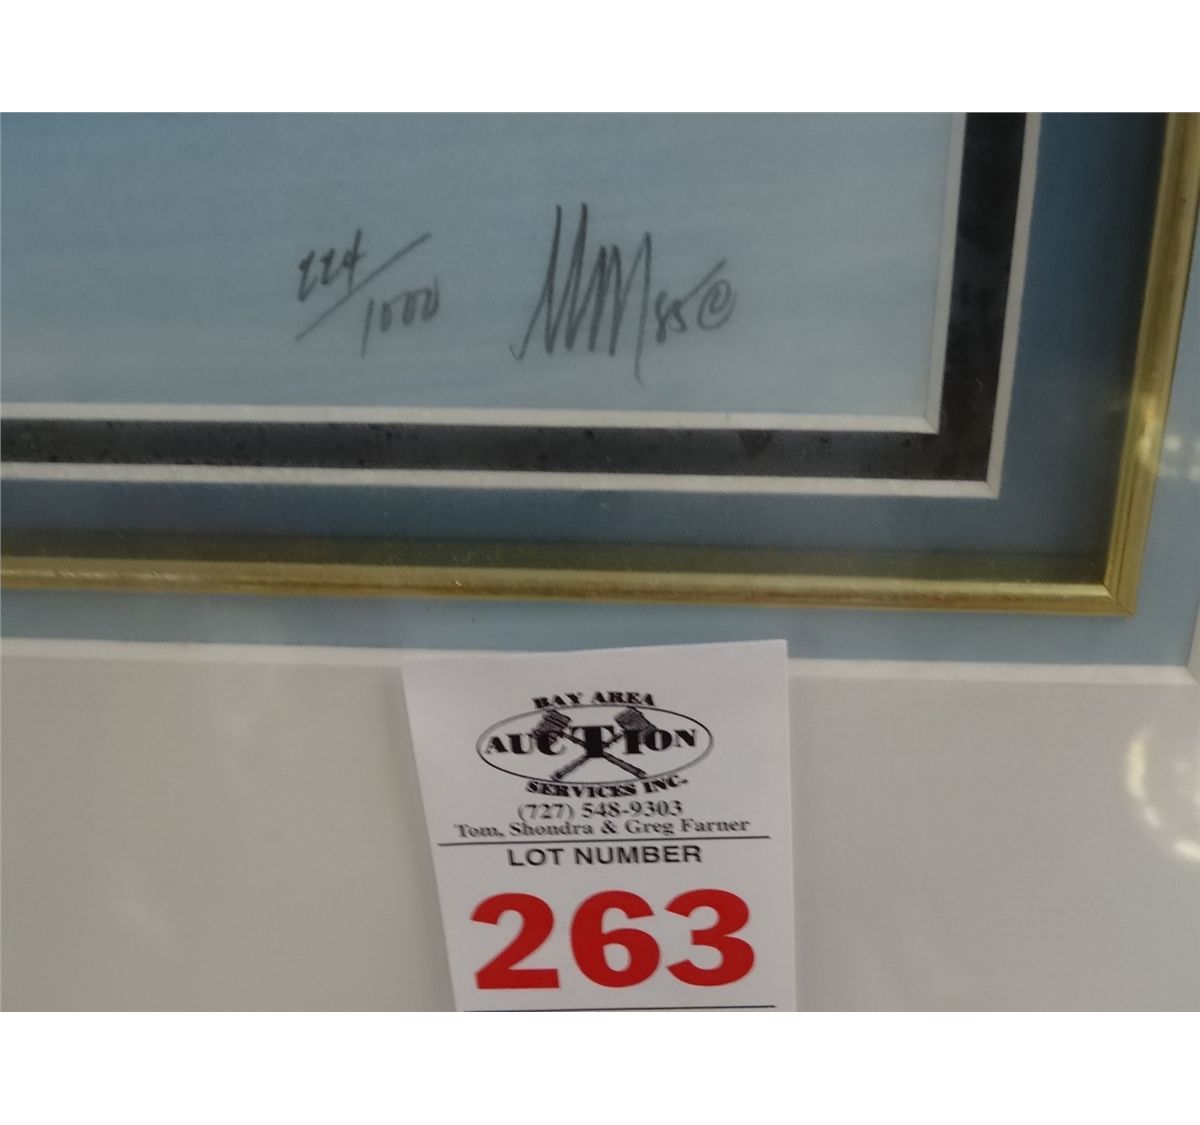 224/1000
85©
BAY AREA
AUCTION
SERVICES INC.
(727) 548-9303
Tom, Shondra & Greg Farner
LOT NUMBER
263